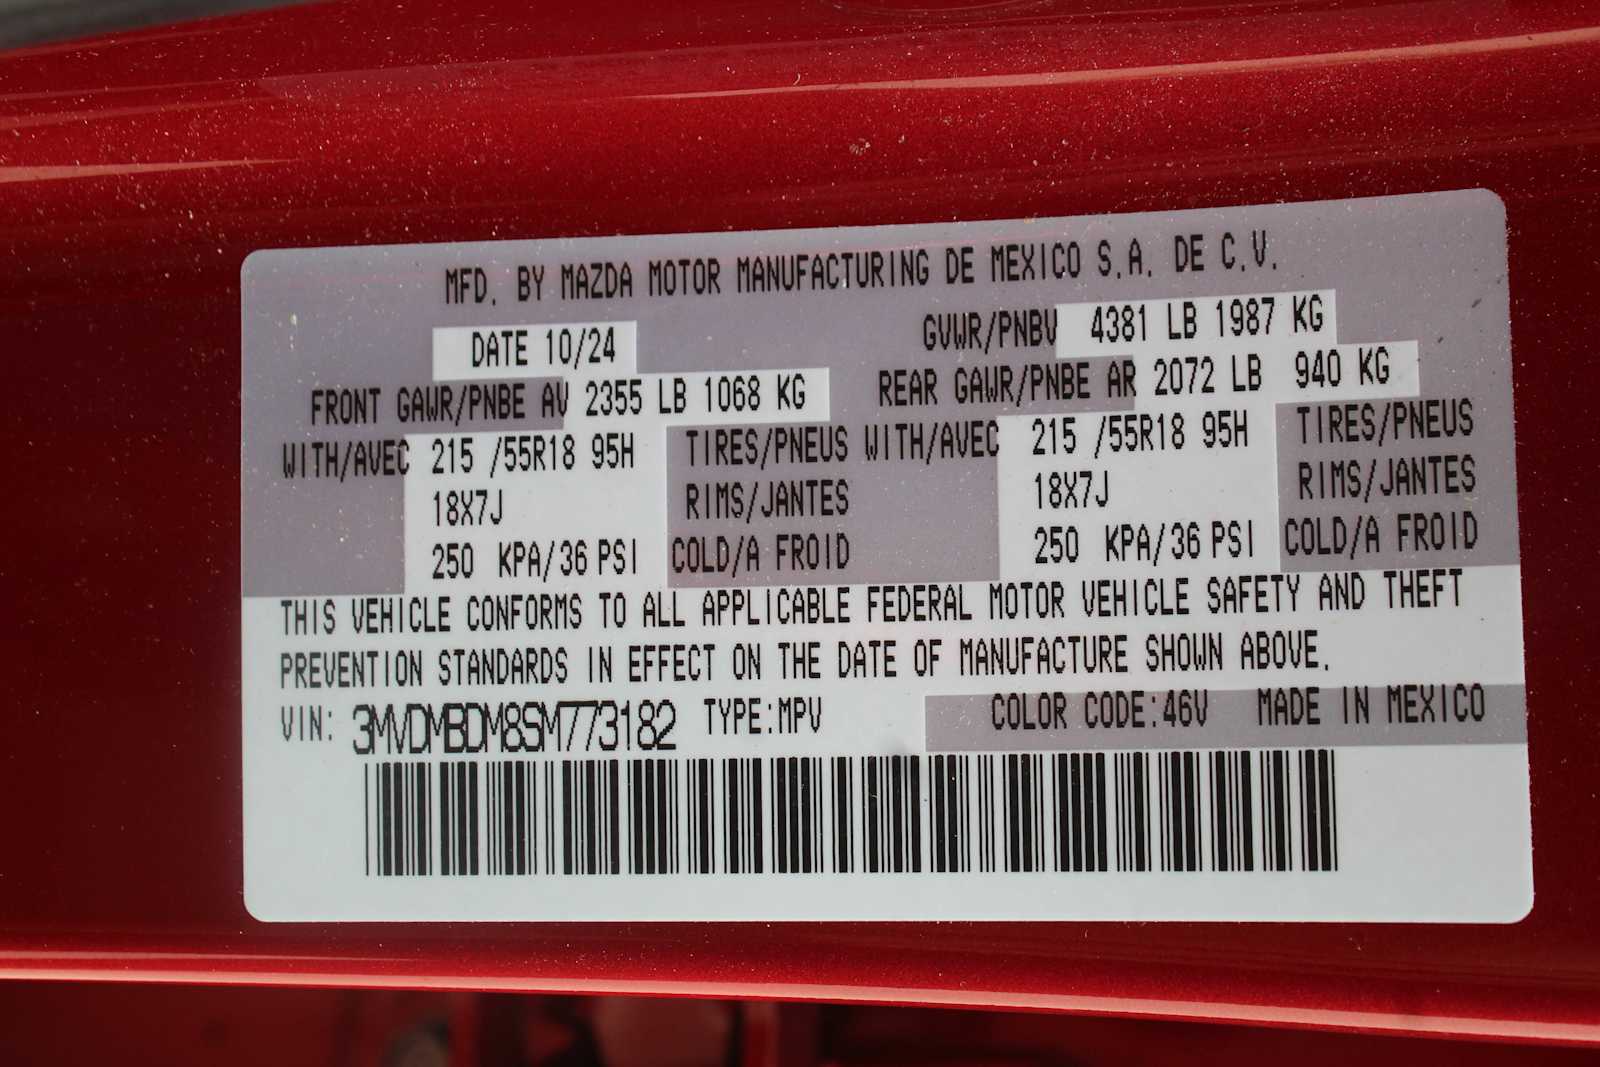 MFD. BY MAZDA MOTOR MANUFACTURING DE MEXICO S.A. DE C.V.
DATE 10/24 GVWR/PNBV 4381 LB 1987 KG
FRONT GAWR/PNBE AV 2355 LB 1068 KG REAR GAWR/PNBE AR 2072 LB 940 KG
WITH/AVEC 215 /55R18 95H TIRES/PNEUS WITH/AVEC 215 /55R18 95H TIRES/PNEUS
18X7J RIMS/JANTES 18X7J RIMS/JANTES
250 KPA/36 PSI COLD/A FROID 250 KPA/36 PSI COLD/A FROID
THIS VEHICLE CONFORMS TO ALL APPLICABLE FEDERAL MOTOR VEHICLE SAFETY AND THEFT
PREVENTION STANDARDS IN EFFECT ON THE DATE OF MANUFACTURE SHOWN ABOVE.
VIN: 3MVDMBDM8SM773182 TYPE:MPV COLOR CODE:46V MADE IN MEXICO